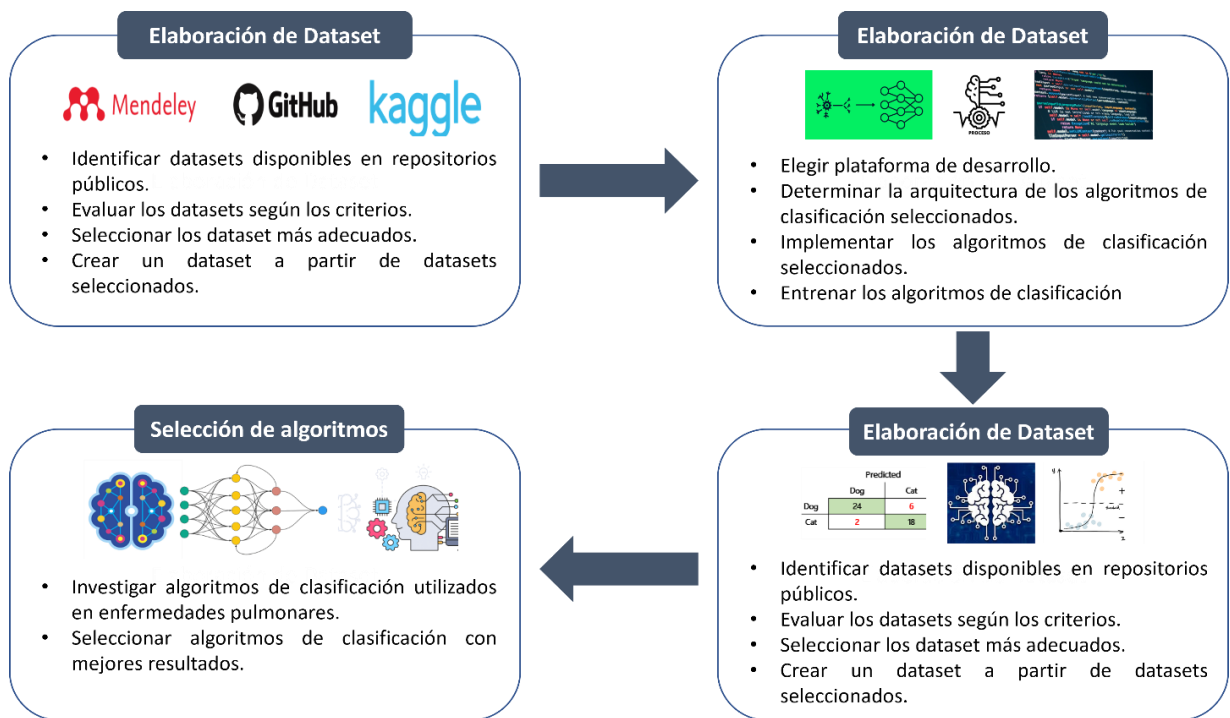 Elaboración de Dataset
Mendeley
GitHub
kaggle
• Identificar datasets disponibles en repositorios
públicos.
• Evaluar los datasets según los criterios.
• Seleccionar los dataset más adecuados.
• Crear un dataset a partir de datasets
seleccionados.
Elaboración de Dataset
PROCESO
• Elegir plataforma de desarrollo.
• Determinar la arquitectura de los algoritmos de
clasificación seleccionados.
• Implementar los algoritmos de clasificación
seleccionados.
• Entrenar los algoritmos de clasificación
Selección de algoritmos
• Investigar algoritmos de clasificación utilizados
en enfermedades pulmonares.
• Seleccionar algoritmos de clasificación con
mejores resultados.
Elaboración de Dataset
Predicted
Dog Cat
Dog 24 6
Cat 2 18
• Identificar datasets disponibles en repositorios
públicos.
• Evaluar los datasets según los criterios.
• Seleccionar los dataset más adecuados.
• Crear un dataset a partir de datasets
seleccionados.